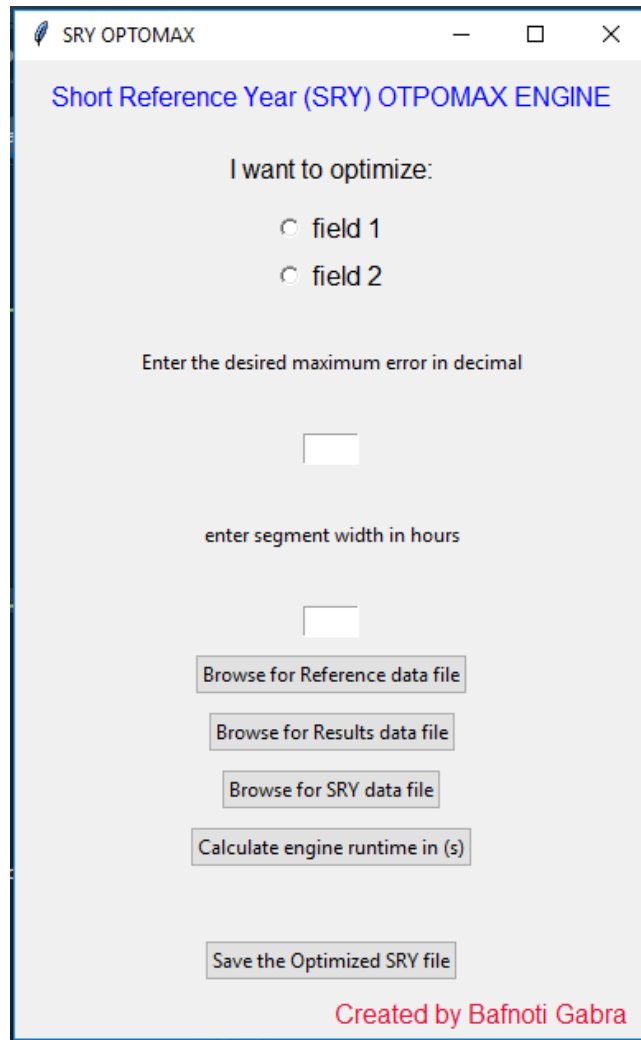 SRY OPTOMAX
Short Reference Year (SRY) OTPOMAX ENGINE
I want to optimize:
field 1
field 2
Enter the desired maximum error in decimal
enter segment width in hours
Browse for Reference data file
Browse for Results data file
Browse for SRY data file
Calculate engine runtime in (s)
Save the Optimized SRY file
Created by Bafnoti Gabra